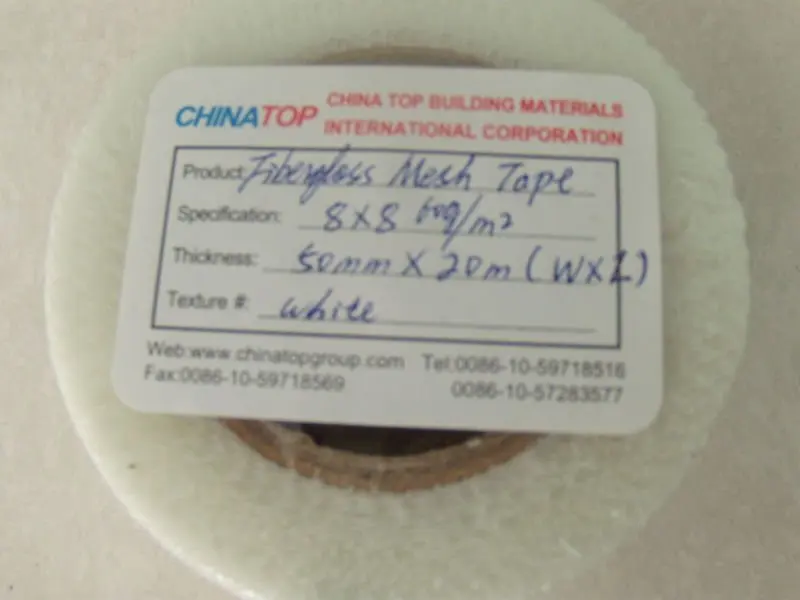 CHINATOP CHINA TOP BUILDING MATERIALS
INTERNATIONAL CORPORATION
Product: Fibergloss Mesh Tape
Specification: 8X8 60g/m²
Thickness: 50mm X 20m (WXL)
Texture #: White
Web:www.chinatopgroup.com Tel:0086-10-59718516
Fax:0086-10-59718569 0086-10-57283577